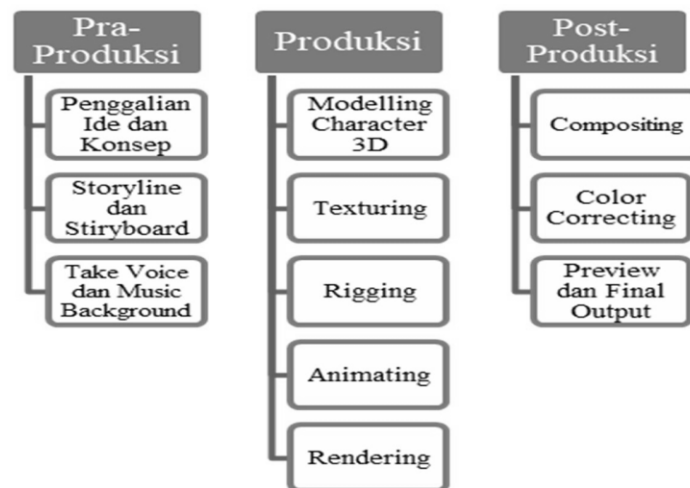 Pra-
Produksi
Penggalian
Ide dan
Konsep
Storyline
dan
Stiryboard
Take Voice
dan Music
Background
Produksi
Modelling
Character
3D
Texturing
Rigging
Animating
Rendering
Post-
Produksi
Compositing
Color
Correcting
Preview
dan Final
Output